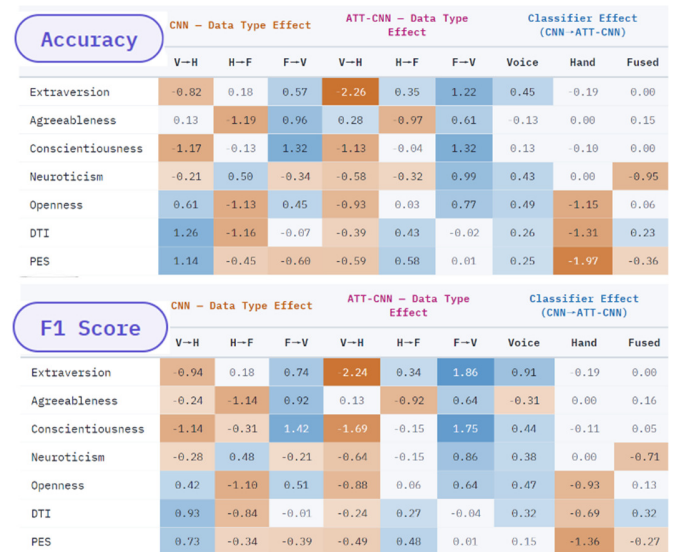 Accuracy
CNN — Data Type Effect ATT-CNN — Data Type Effect Classifier Effect (CNN→ATT-CNN)
V→H H→F F→V V→H H→F F→V Voice Hand Fused
Extraversion -0.82 0.18 0.57 -2.26 0.35 1.22 0.45 -0.19 0.00
Agreeableness 0.13 -1.19 0.96 0.28 -0.97 0.61 -0.13 0.00 0.15
Conscientiousness -1.17 -0.13 1.32 -1.13 -0.04 1.32 0.13 -0.10 0.00
Neuroticism -0.21 0.50 -0.34 -0.58 -0.32 0.99 0.43 0.00 -0.95
Openness 0.61 -1.13 0.45 -0.93 0.03 0.77 0.49 -1.15 0.06
DTI 1.26 -1.16 -0.07 -0.39 0.43 -0.02 0.26 -1.31 0.23
PES 1.14 -0.45 -0.60 -0.59 0.58 0.01 0.25 -1.97 -0.36
F1 Score
CNN — Data Type Effect ATT-CNN — Data Type Effect Classifier Effect (CNN→ATT-CNN)
V→H H→F F→V V→H H→F F→V Voice Hand Fused
Extraversion -0.94 0.18 0.74 -2.24 0.34 1.86 0.91 -0.19 0.00
Agreeableness -0.24 -1.14 0.92 0.13 -0.92 0.64 -0.31 0.00 0.16
Conscientiousness -1.14 -0.31 1.42 -1.69 -0.15 1.75 0.44 -0.11 0.05
Neuroticism -0.28 0.48 -0.21 -0.64 -0.15 0.86 0.38 0.00 -0.71
Openness 0.42 -1.10 0.51 -0.88 0.06 0.64 0.47 -0.93 0.13
DTI 0.93 -0.84 -0.01 -0.24 0.27 -0.04 0.32 -0.69 0.32
PES 0.73 -0.34 -0.39 -0.49 0.48 0.01 0.15 -1.36 -0.27